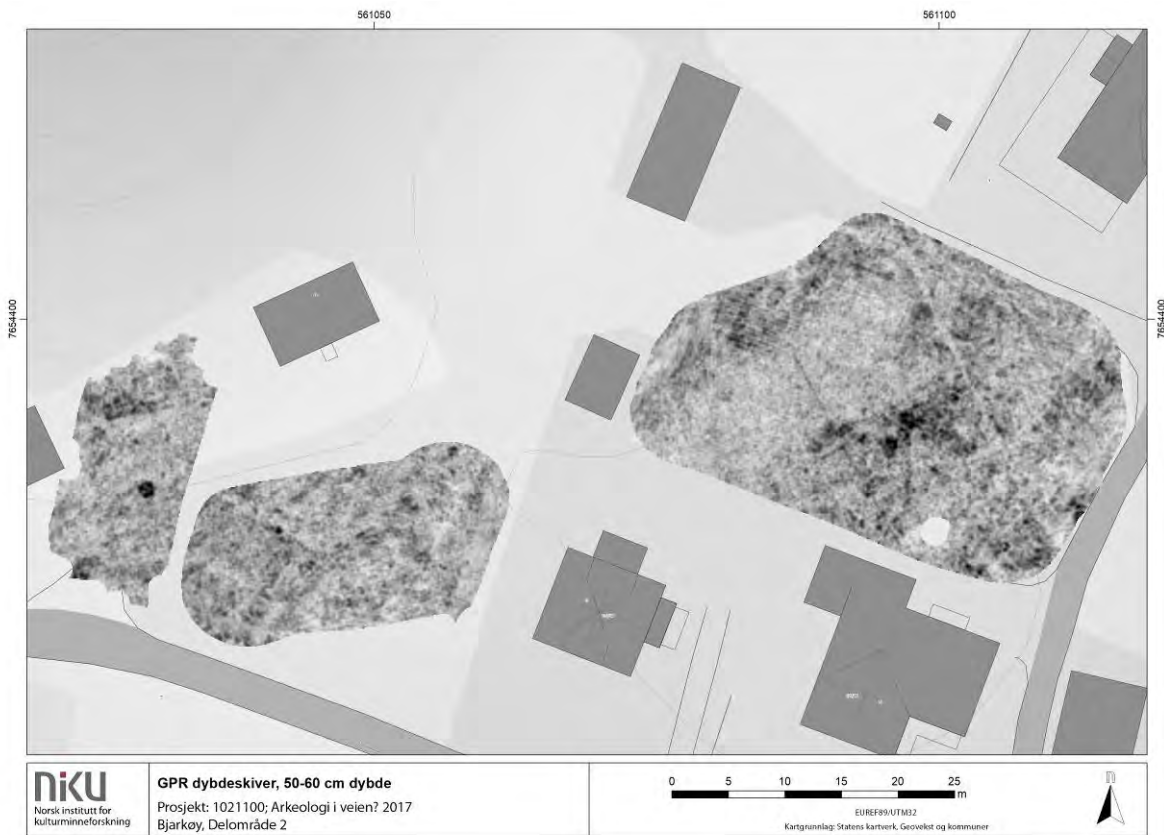 561050
561100
7654400
7654400
niku
Norsk institutt for
kulturminneforskning
GPR dybdeskiver, 50-60 cm dybde
Prosjekt: 1021100; Arkeologi i veien? 2017
Bjarkøy, Delområde 2
0 5 10 15 20 25
m
EUREF89/UTM32
Kartgrunnlag: Statens kartverk, Geovekst og kommuner
n